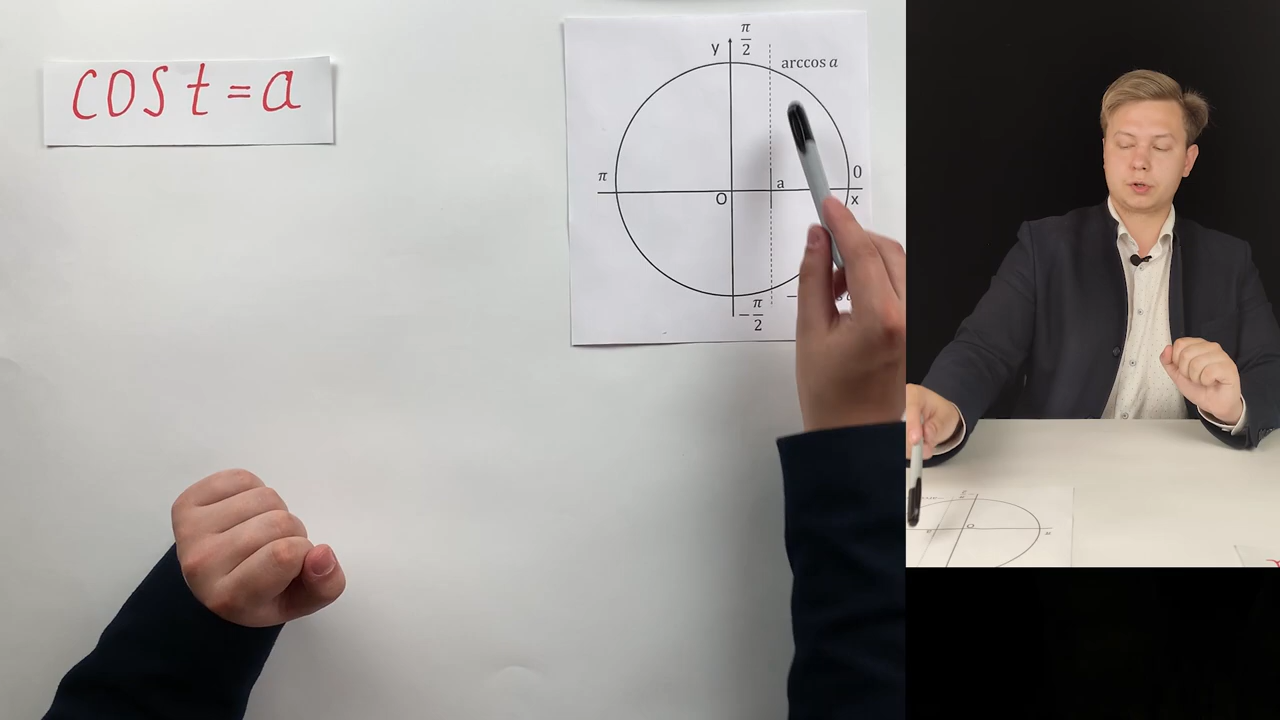 cos t = a
π/2
y
arccos a
π
0
a
O
x
-π/2